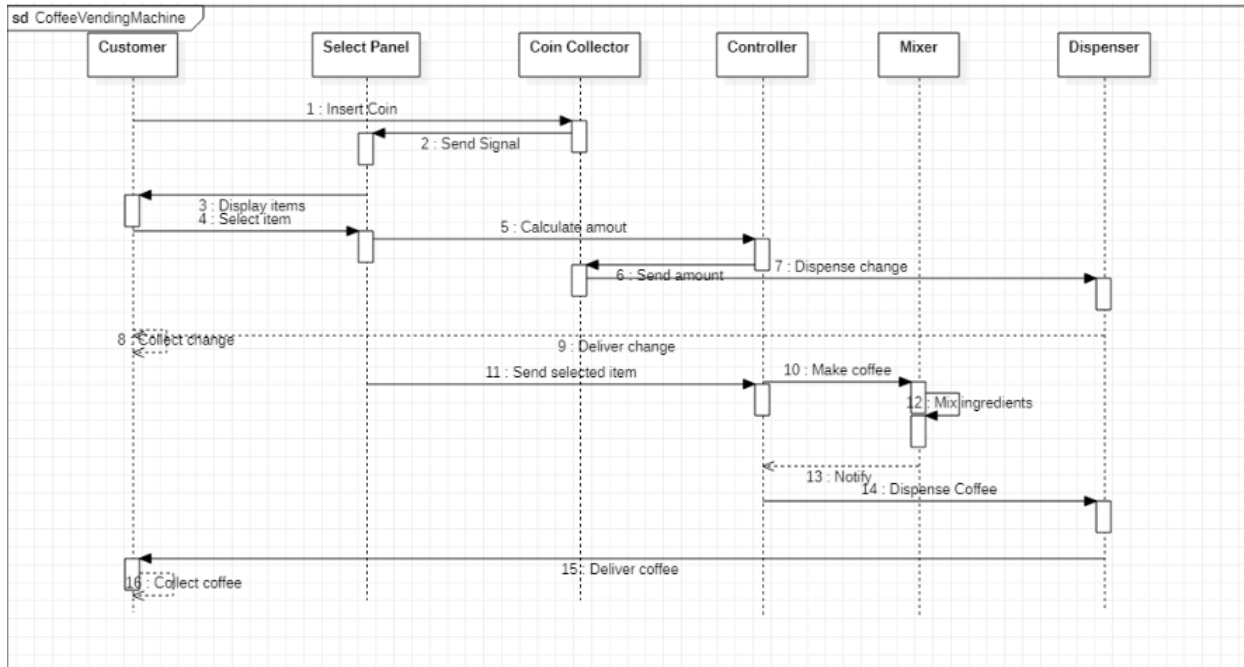 sd CoffeeVendingMachine
Customer
Select Panel
Coin Collector
Controller
Mixer
Dispenser
1 : Insert Coin
2 : Send Signal
3 : Display items
4 : Select item
5 : Calculate amout
6 : Send amount
7 : Dispense change
8 : Collect change
9 : Deliver change
10 : Make coffee
11 : Send selected item
12 : Mix ingredients
13 : Notify
14 : Dispense Coffee
15 : Deliver coffee
16 : Collect coffee